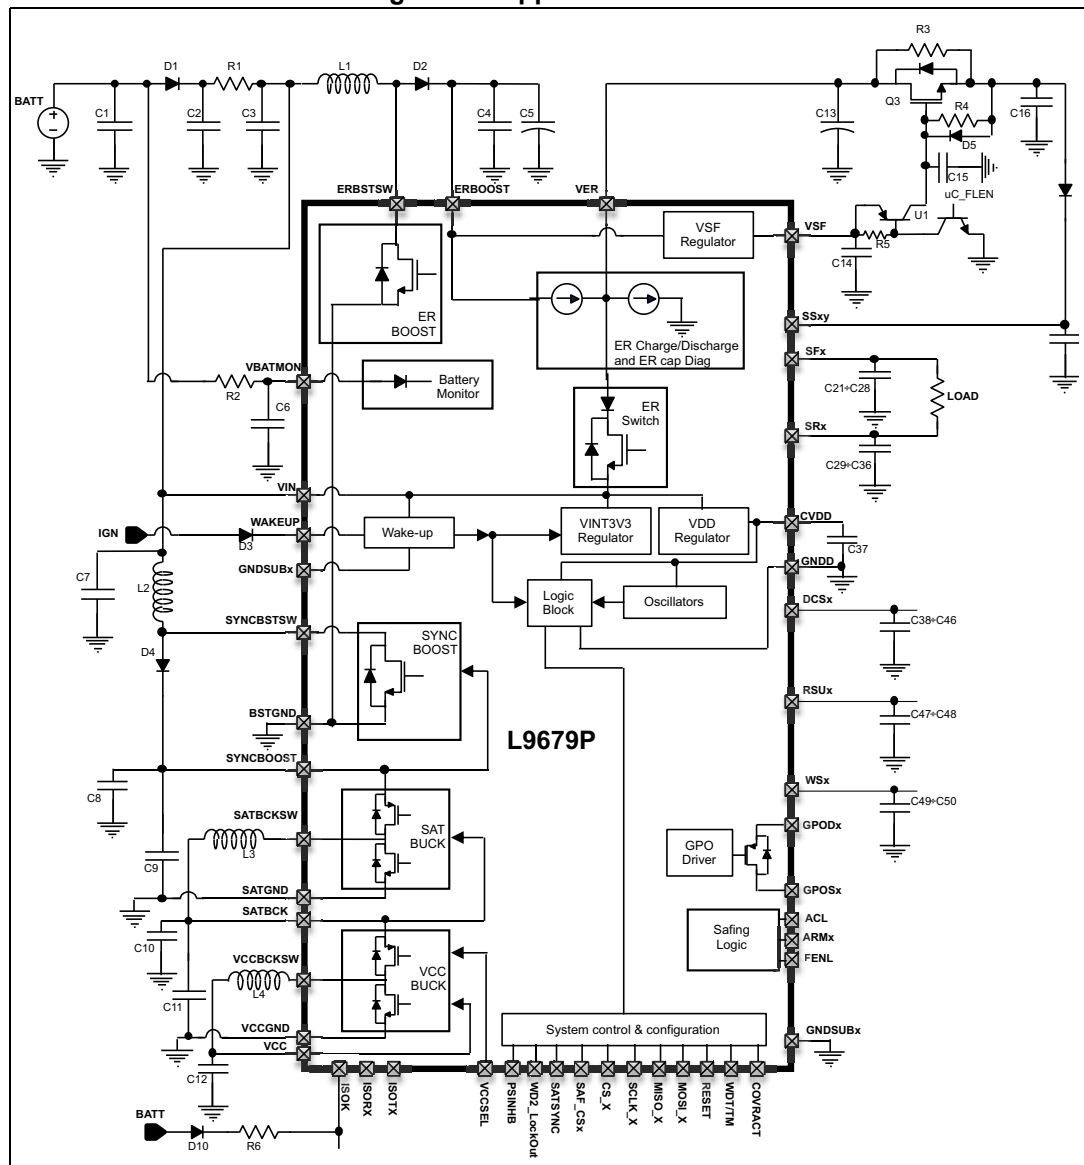 R3
D1
R1
L1
D2
BATT
C1
C2
C3
C4
C5
C13
Q3
R4
D5
C16
C15
uC_FLEN
U1
R5
C14
ERBSTSW
ERBOOST
VER
VSF
Regulator
VSF
ER
BOOST
ER Charge/Discharge
and ER cap Diag
SSxy
SFx
VBATMON
R2
C6
Battery
Monitor
ER
Switch
C21÷C28
LOAD
SRx
C29÷C36
VIN
IGN
WAKEUP
D3
Wake-up
VINT3V3
Regulator
VDD
Regulator
CVDD
C37
GNDSUBx
GNDD
C7
L2
Logic
Block
Oscillators
DCSx
C38÷C46
SYNCBSTSW
D4
SYNC
BOOST
BSTGND
RSUx
C47÷C48
L9679P
SYNCBOOST
C8
WSx
C49÷C50
SATBCKSW
L3
SAT
BUCK
GPODx
GPO
Driver
C9
SATGND
GPOSx
SATBCK
C10
ACL
Safing
Logic
ARMx
FENL
VCCBCKSW
L4
VCC
BUCK
C11
VCCGND
VCC
System control & configuration
GNDSUBx
C12
ISOK
ISORX
ISOTX
VCCSEL
PSINHB
WD2_LockOut
SATSYNC
SAF_CSx
CS_X
SCLK_X
MISO_X
MOSI_X
RESET
WDT/TM
COVRACT
BATT
D10
R6